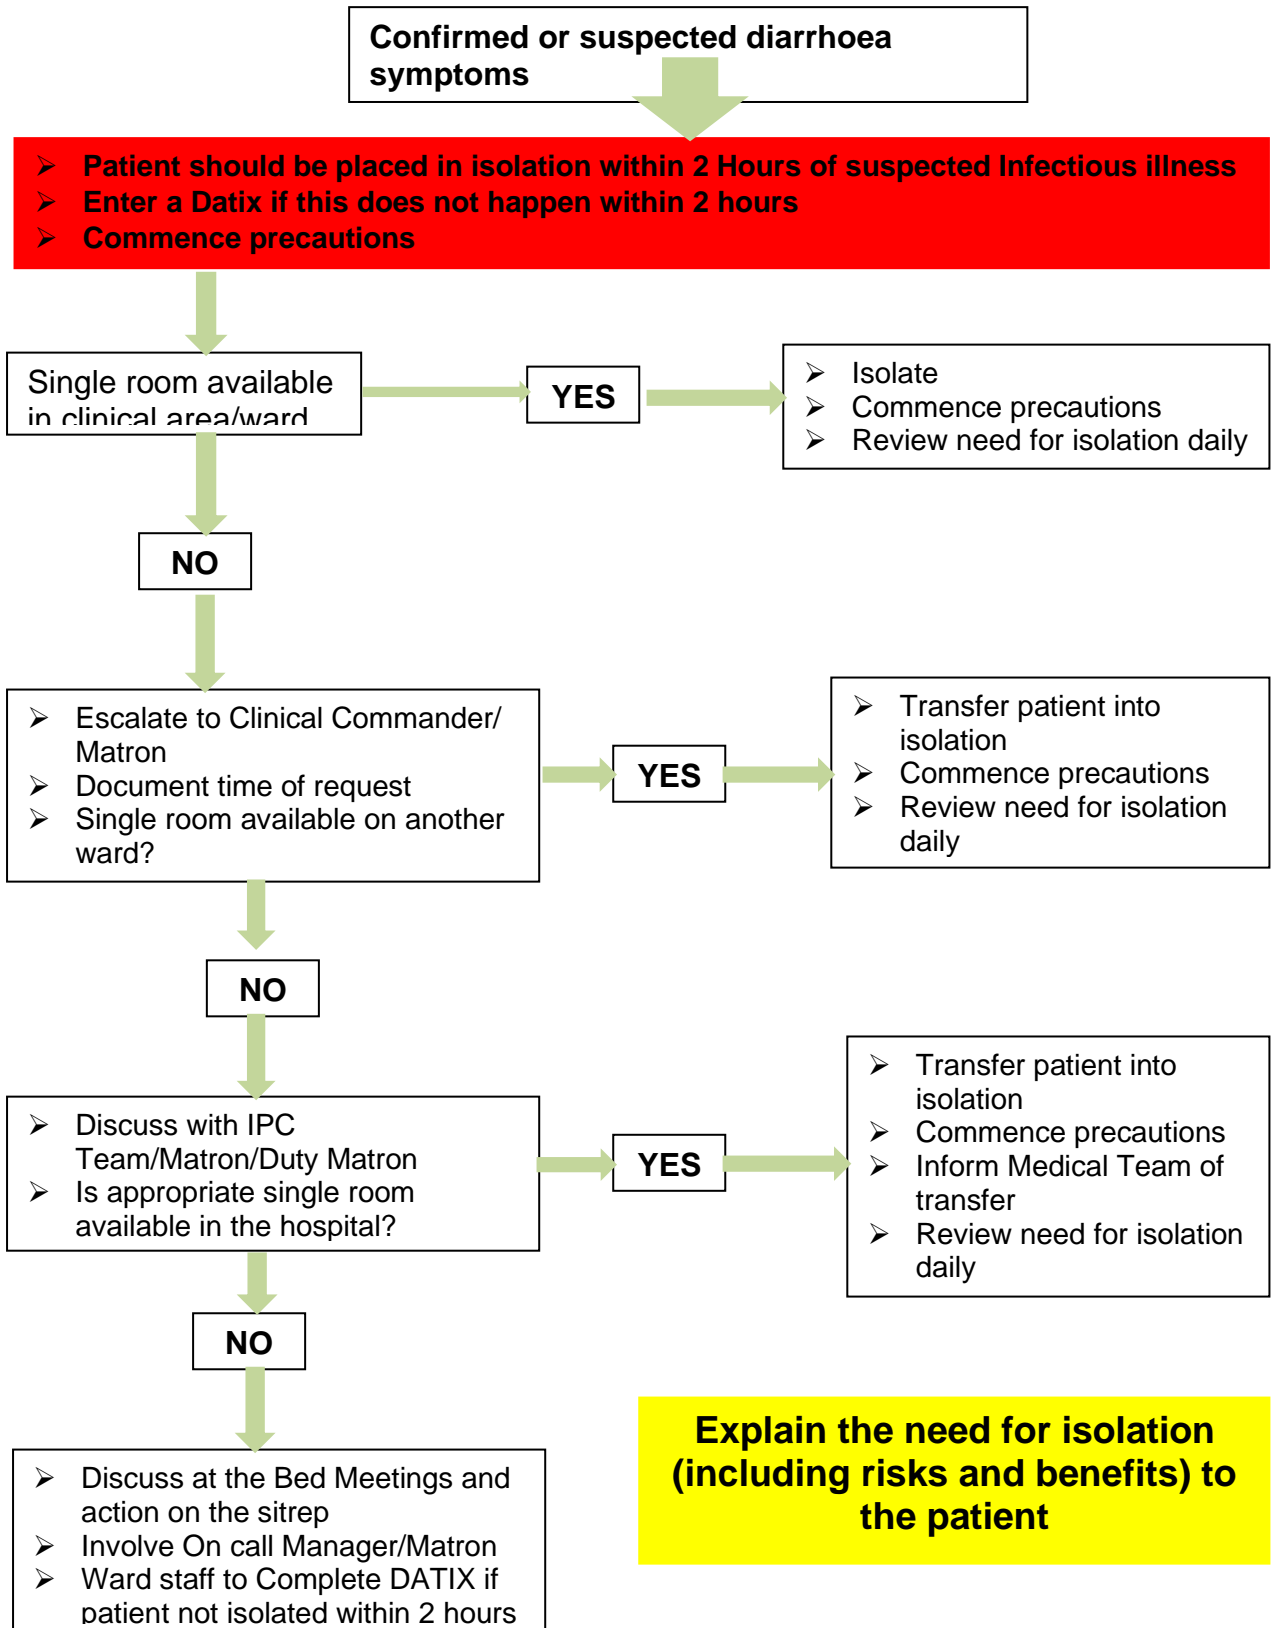 Confirmed or suspected diarrhoea
symptoms
➢ Patient should be placed in isolation within 2 Hours of suspected Infectious illness
➢ Enter a Datix if this does not happen within 2 hours
➢ Commence precautions
Single room available
in clinical area/ward
YES
➢ Isolate
➢ Commence precautions
➢ Review need for isolation daily
NO
➢ Escalate to Clinical Commander/
Matron
➢ Document time of request
➢ Single room available on another
ward?
YES
➢ Transfer patient into
isolation
➢ Commence precautions
➢ Review need for isolation
daily
NO
➢ Discuss with IPC
Team/Matron/Duty Matron
➢ Is appropriate single room
available in the hospital?
YES
➢ Transfer patient into
isolation
➢ Commence precautions
➢ Inform Medical Team of
transfer
➢ Review need for isolation
daily
NO
➢ Discuss at the Bed Meetings and
action on the sitrep
➢ Involve On call Manager/Matron
➢ Ward staff to Complete DATIX if
patient not isolated within 2 hours
Explain the need for isolation
(including risks and benefits) to
the patient